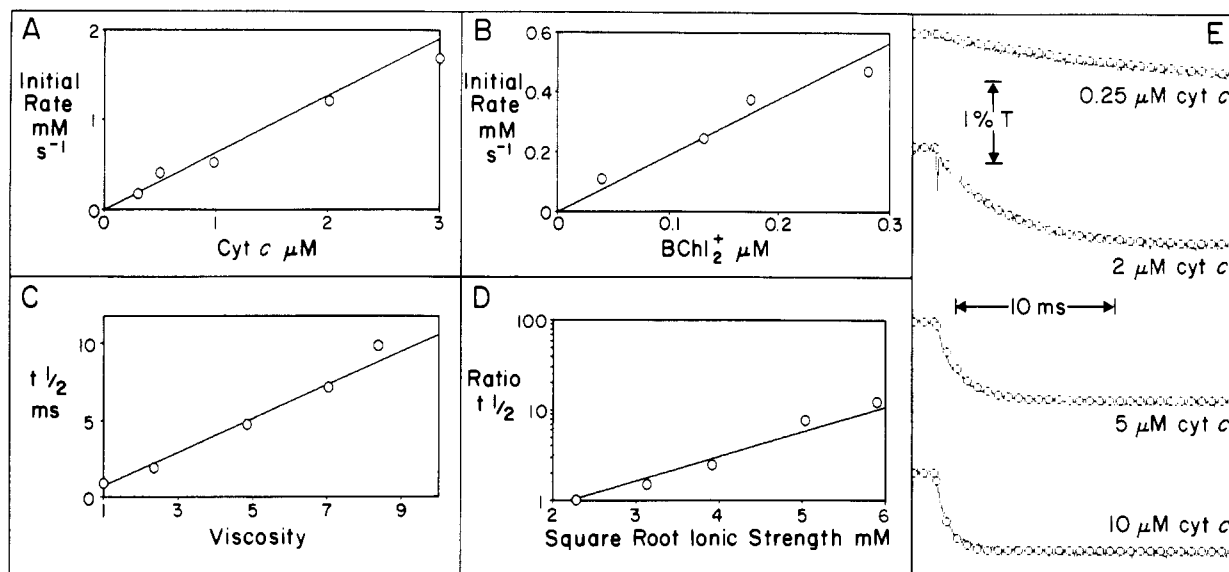 A
2
1
0
Initial
Rate
mM
s⁻¹
0
1
2
3
Cyt c μM
B
0.6
0.4
0.2
0
Initial
Rate
mM
s⁻¹
0
0.1
0.2
0.3
BChl₂⁺ μM
C
10
5
0
t 1/2
ms
1
3
5
7
9
Viscosity
D
100
10
1
Ratio
t 1/2
2
3
4
5
6
Square Root Ionic Strength mM
E
0.25 μM cyt c
1% T
2 μM cyt c
10 ms
5 μM cyt c
10 μM cyt c